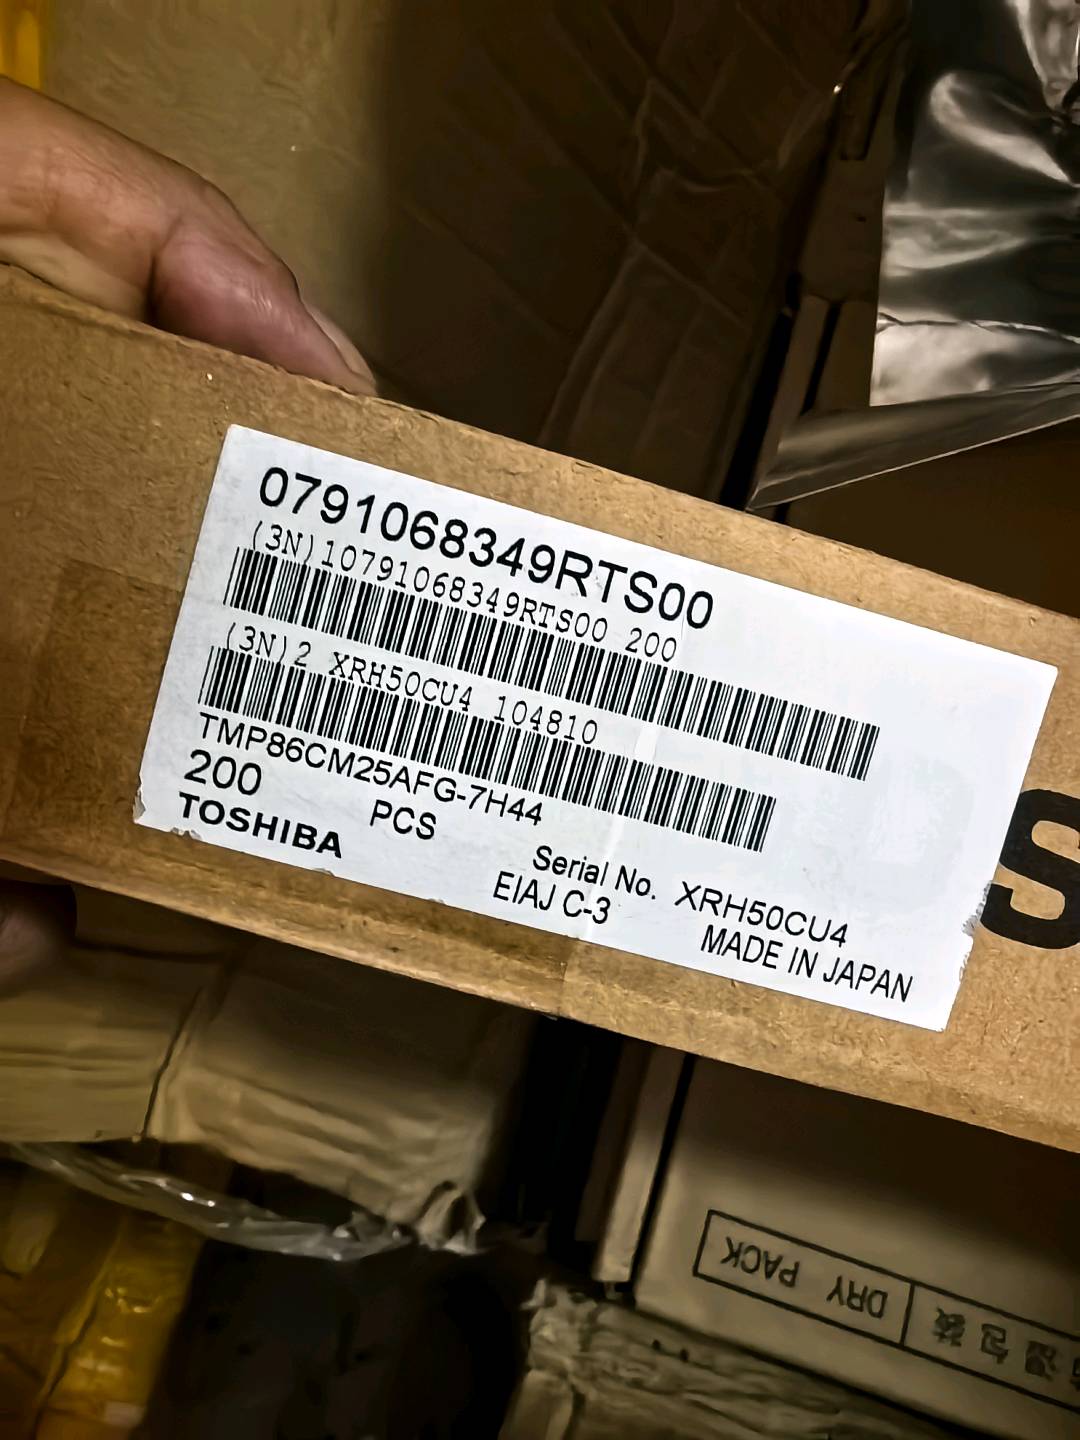 0791068349RTS00
(3N)10791068349RTS00 200
(3N)2 XRH50CU4 104810
TMP86CM25AFG-7H44
200 PCS
TOSHIBA
Serial No. XRH50CU4
EIAJ C-3
MADE IN JAPAN
S
DRY PACK